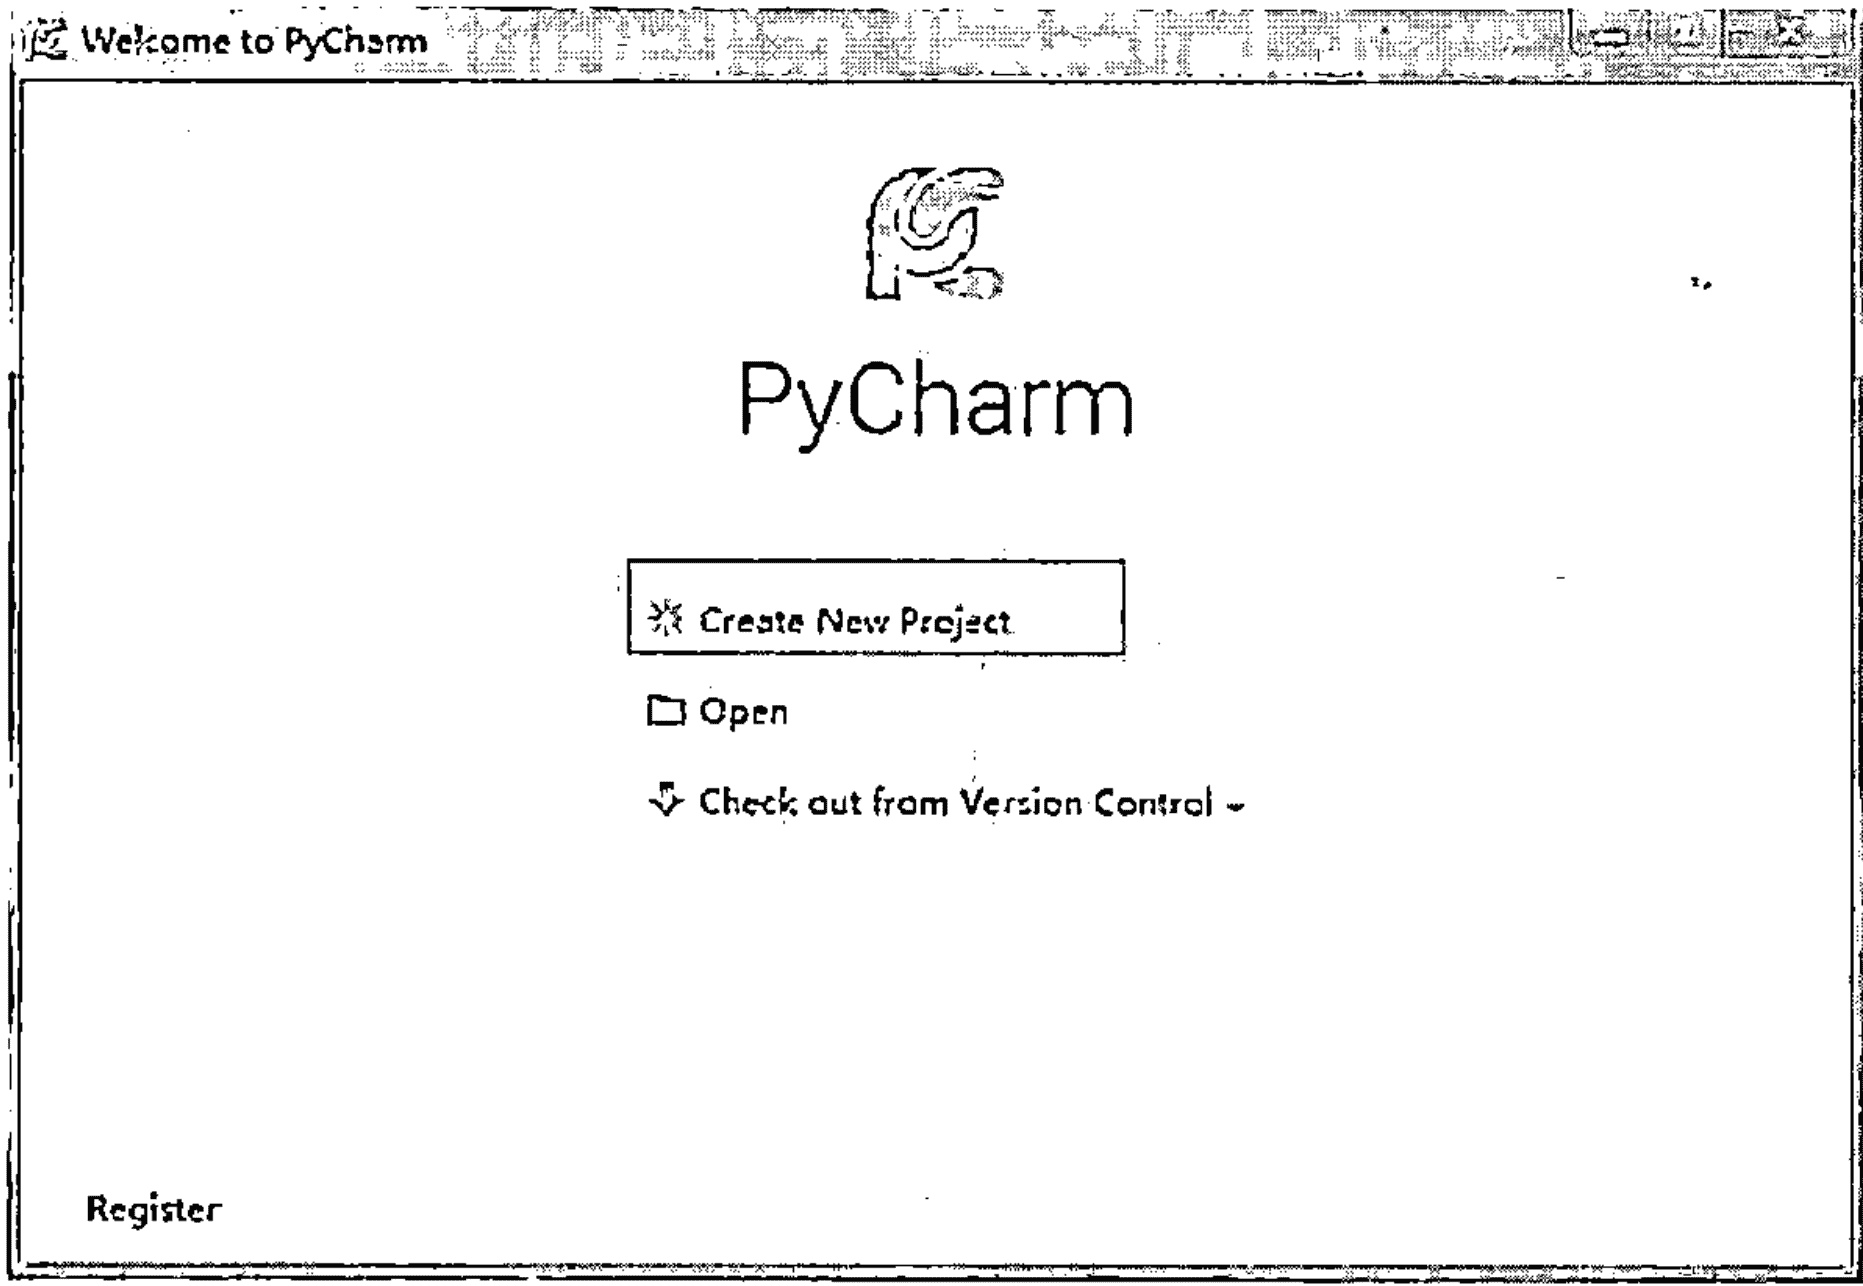 Welcome to PyCharm
PyCharm
Create New Project
Open
Check out from Version Control
Register